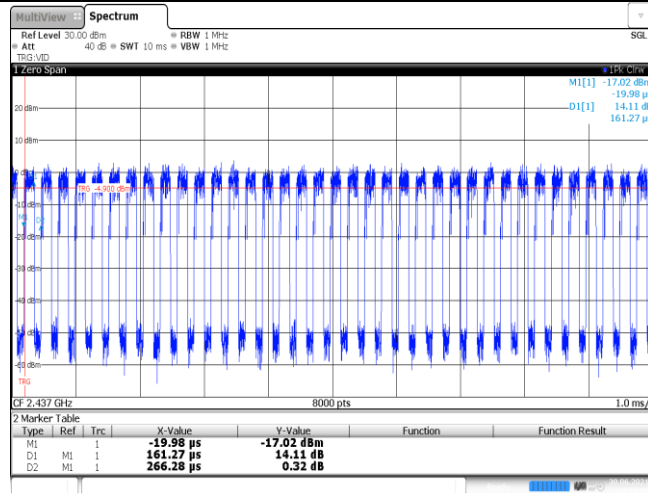 MultiView Spectrum
Ref Level 30.00 dBm RBW 1 MHz SGL
Att 40 dB SWT 10 ms VBW 1 MHz
TRG:VID
1 Zero Span 1Pk Clrw
M1[1] -17.02 dBm
-19.98 µs
20 dBm D1[1] 14.11 dB
161.27 µs
10 dBm
0 dBm
TRG -4.900 dBm
-10 dBm
M1 D2
-20 dBm
-30 dBm
-40 dBm
-60 dBm
TRG
CF 2.437 GHz 8000 pts 1.0 ms/
2 Marker Table
Type Ref Trc X-Value Y-Value Function Function Result
M1 1 -19.98 µs -17.02 dBm
D1 M1 1 161.27 µs 14.11 dB
D2 M1 1 266.28 µs 0.32 dB